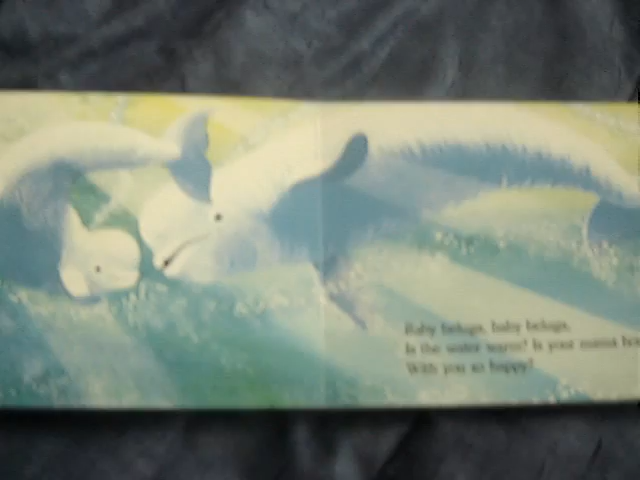 Baby beluga, baby beluga,
Is the water warm? Is your mama
With you so happy?